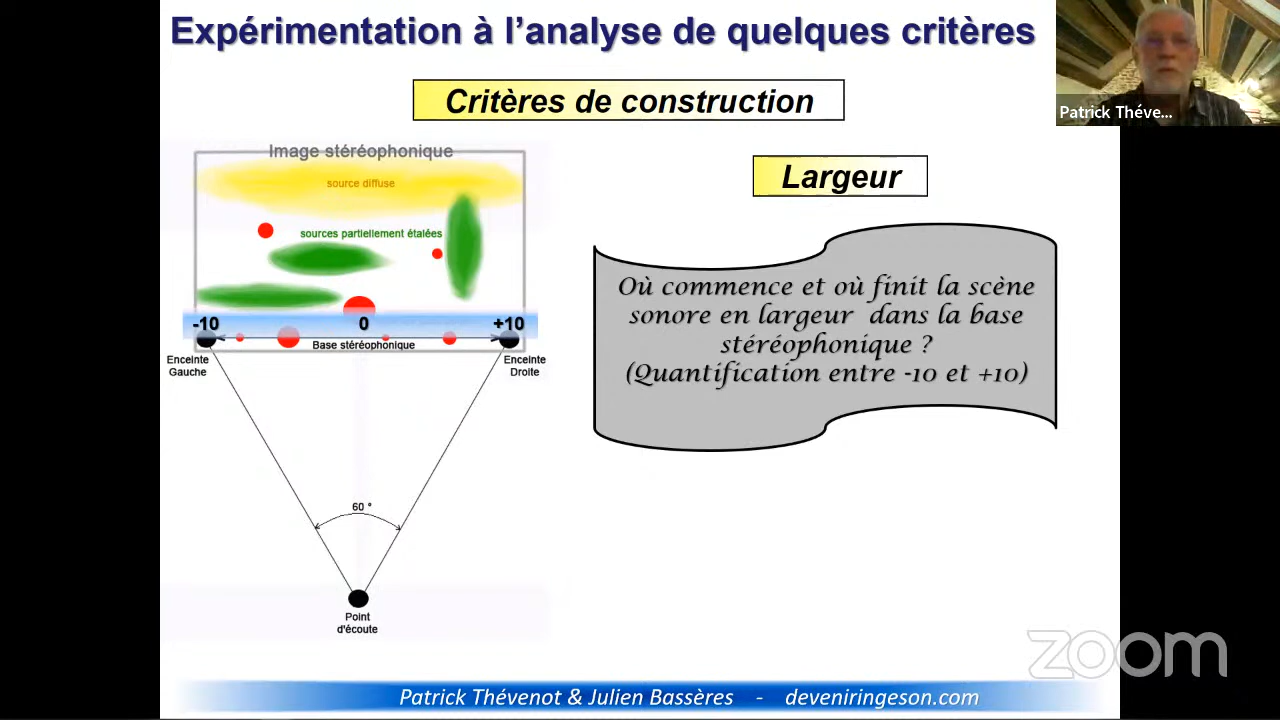 Expérimentation à l'analyse de quelques critères
Patrick Théve...
Critères de construction
Image stéréophonique
source diffuse
sources partiellement étalées
-10 0 +10
Base stéréophonique
Enceinte
Gauche
Enceinte
Droite
60 °
Point
d'écoute
Largeur
Où commence et où finit la scène
sonore en largeur dans la base
stéréophonique ?
(Quantification entre -10 et +10)
zoom
Patrick Thévenot & Julien Bassères - deveniringeson.com